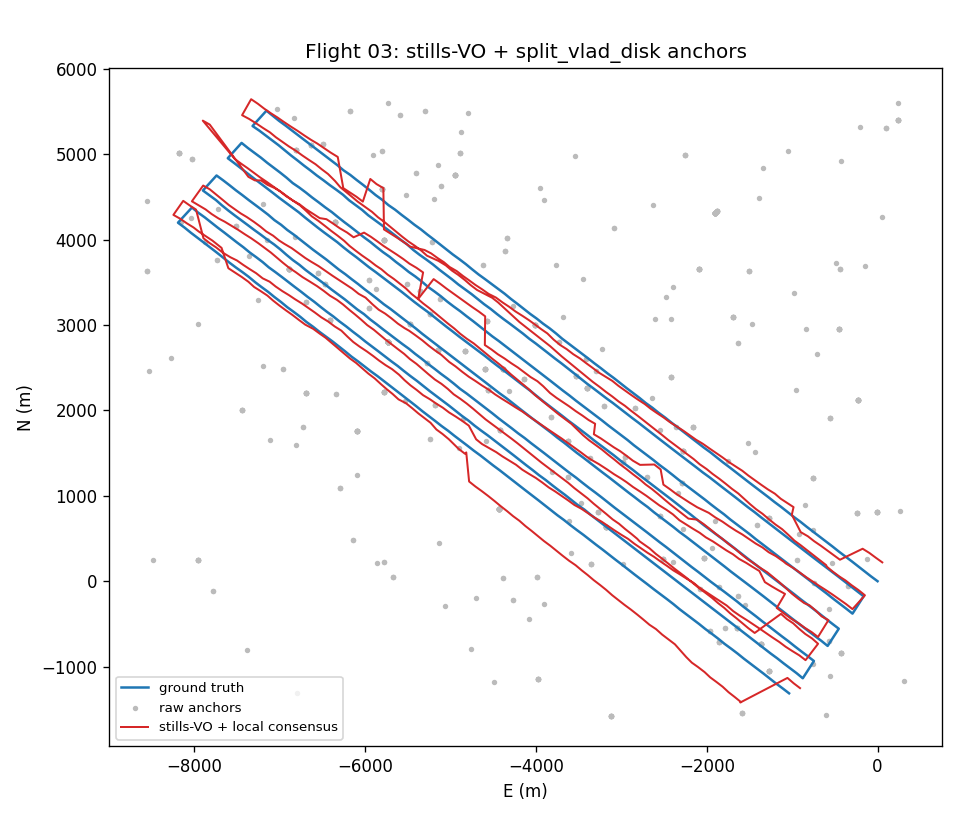 Flight 03: stills-VO + split_vlad_disk anchors
6000
5000
4000
3000
2000
1000
0
−1000
N (m)
ground truth
raw anchors
stills-VO + local consensus
−8000 −6000 −4000 −2000 0
E (m)